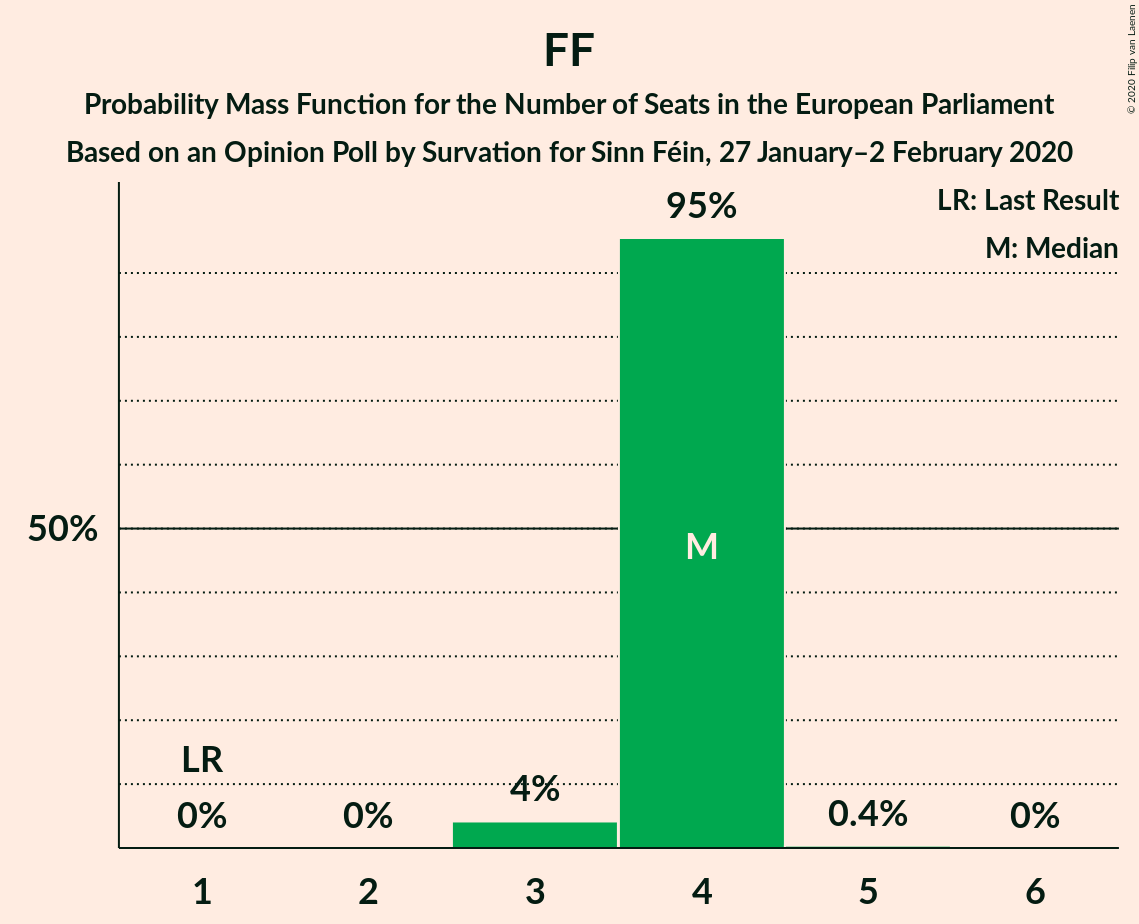 FF
Probability Mass Function for the Number of Seats in the European Parliament
Based on an Opinion Poll by Survation for Sinn Féin, 27 January–2 February 2020
© 2020 Filip van Laenen
LR: Last Result
M: Median
95%
50%
M
LR
0%
0%
4%
0.4%
0%
1
2
3
4
5
6